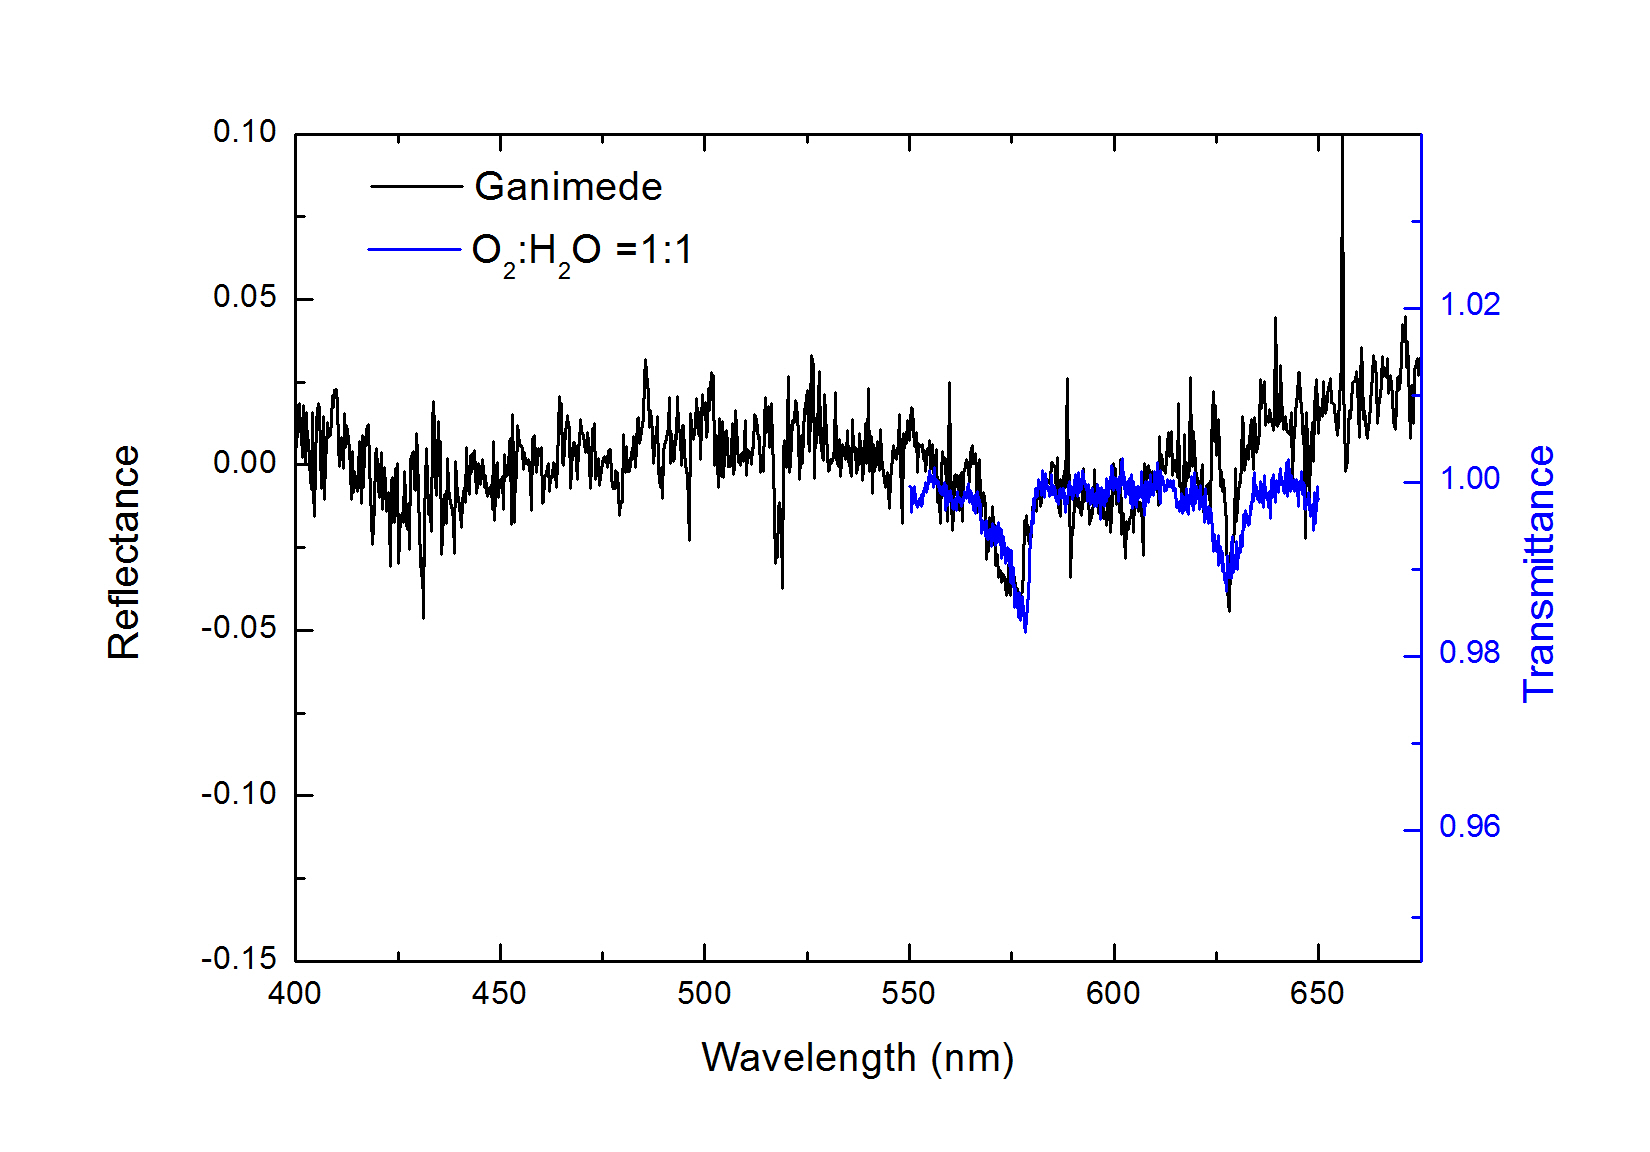 Ganimede
O₂:H₂O =1:1
0.10
0.05
0.00
-0.05
-0.10
-0.15
Reflectance
1.02
1.00
0.98
0.96
Transmittance
400 450 500 550 600 650
Wavelength (nm)